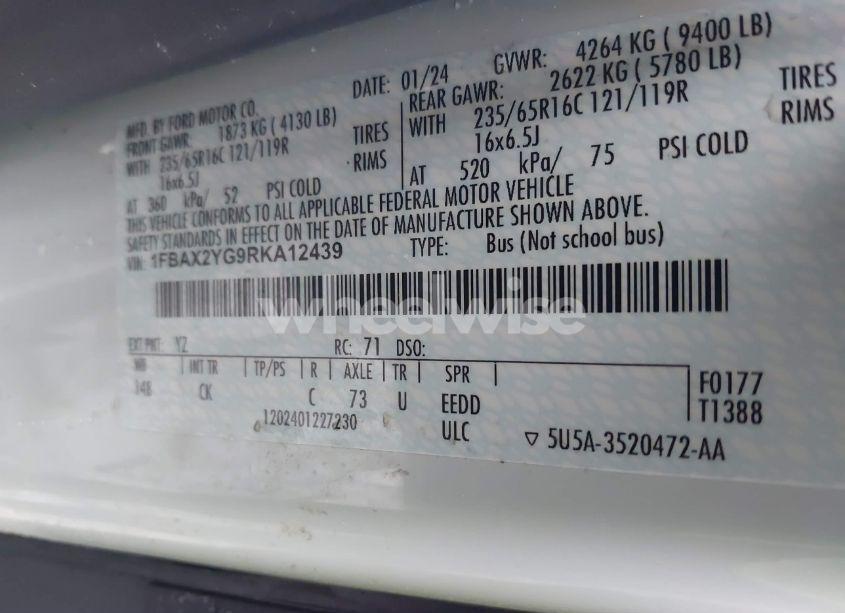 MFD. BY FORD MOTOR CO.
DATE: 01/24
GVWR: 4264 KG ( 9400 LB)
FRONT GAWR: 1873 KG ( 4130 LB)
REAR GAWR: 2622 KG ( 5780 LB)
WITH 235/65R16C 121/119R TIRES
WITH 235/65R16C 121/119R TIRES
16x6.5J RIMS
16x6.5J RIMS
AT 360 kPa/ 52 PSI COLD
AT 520 kPa/ 75 PSI COLD
THIS VEHICLE CONFORMS TO ALL APPLICABLE FEDERAL MOTOR VEHICLE
SAFETY STANDARDS IN EFFECT ON THE DATE OF MANUFACTURE SHOWN ABOVE.
VIN: 1FBAX2YG9RKA12439
TYPE: Bus (Not school bus)
wheelwise
EXT PNT: YZ RC: 71 DSO:
WB INT TR TP/PS R AXLE TR SPR
148 CK C 73 U EEDD
F0177
T1388
1202401227230
ULC
5U5A-3520472-AA